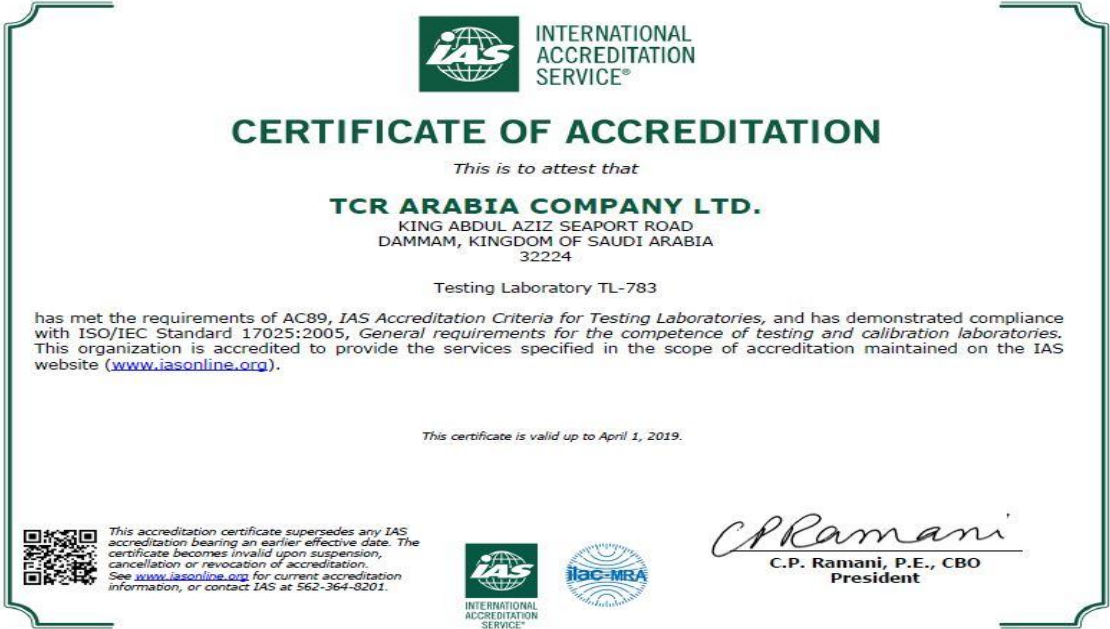 IAS
INTERNATIONAL
ACCREDITATION
SERVICE®
CERTIFICATE OF ACCREDITATION
This is to attest that
TCR ARABIA COMPANY LTD.
KING ABDUL AZIZ SEAPORT ROAD
DAMMAM, KINGDOM OF SAUDI ARABIA
32224
Testing Laboratory TL-783
has met the requirements of AC89, IAS Accreditation Criteria for Testing Laboratories, and has demonstrated compliance
with ISO/IEC Standard 17025:2005, General requirements for the competence of testing and calibration laboratories.
This organization is accredited to provide the services specified in the scope of accreditation maintained on the IAS
website (www.iasonline.org).
This certificate is valid up to April 1, 2019.
This accreditation certificate supersedes any IAS
accreditation bearing an earlier effective date. The
certificate becomes invalid upon suspension,
cancellation or revocation of accreditation.
See www.iasonline.org for current accreditation
information, or contact IAS at 562-364-8201.
IAS
INTERNATIONAL
ACCREDITATION
SERVICE®
ilac-MRA
CPRamani
C.P. Ramani, P.E., CBO
President